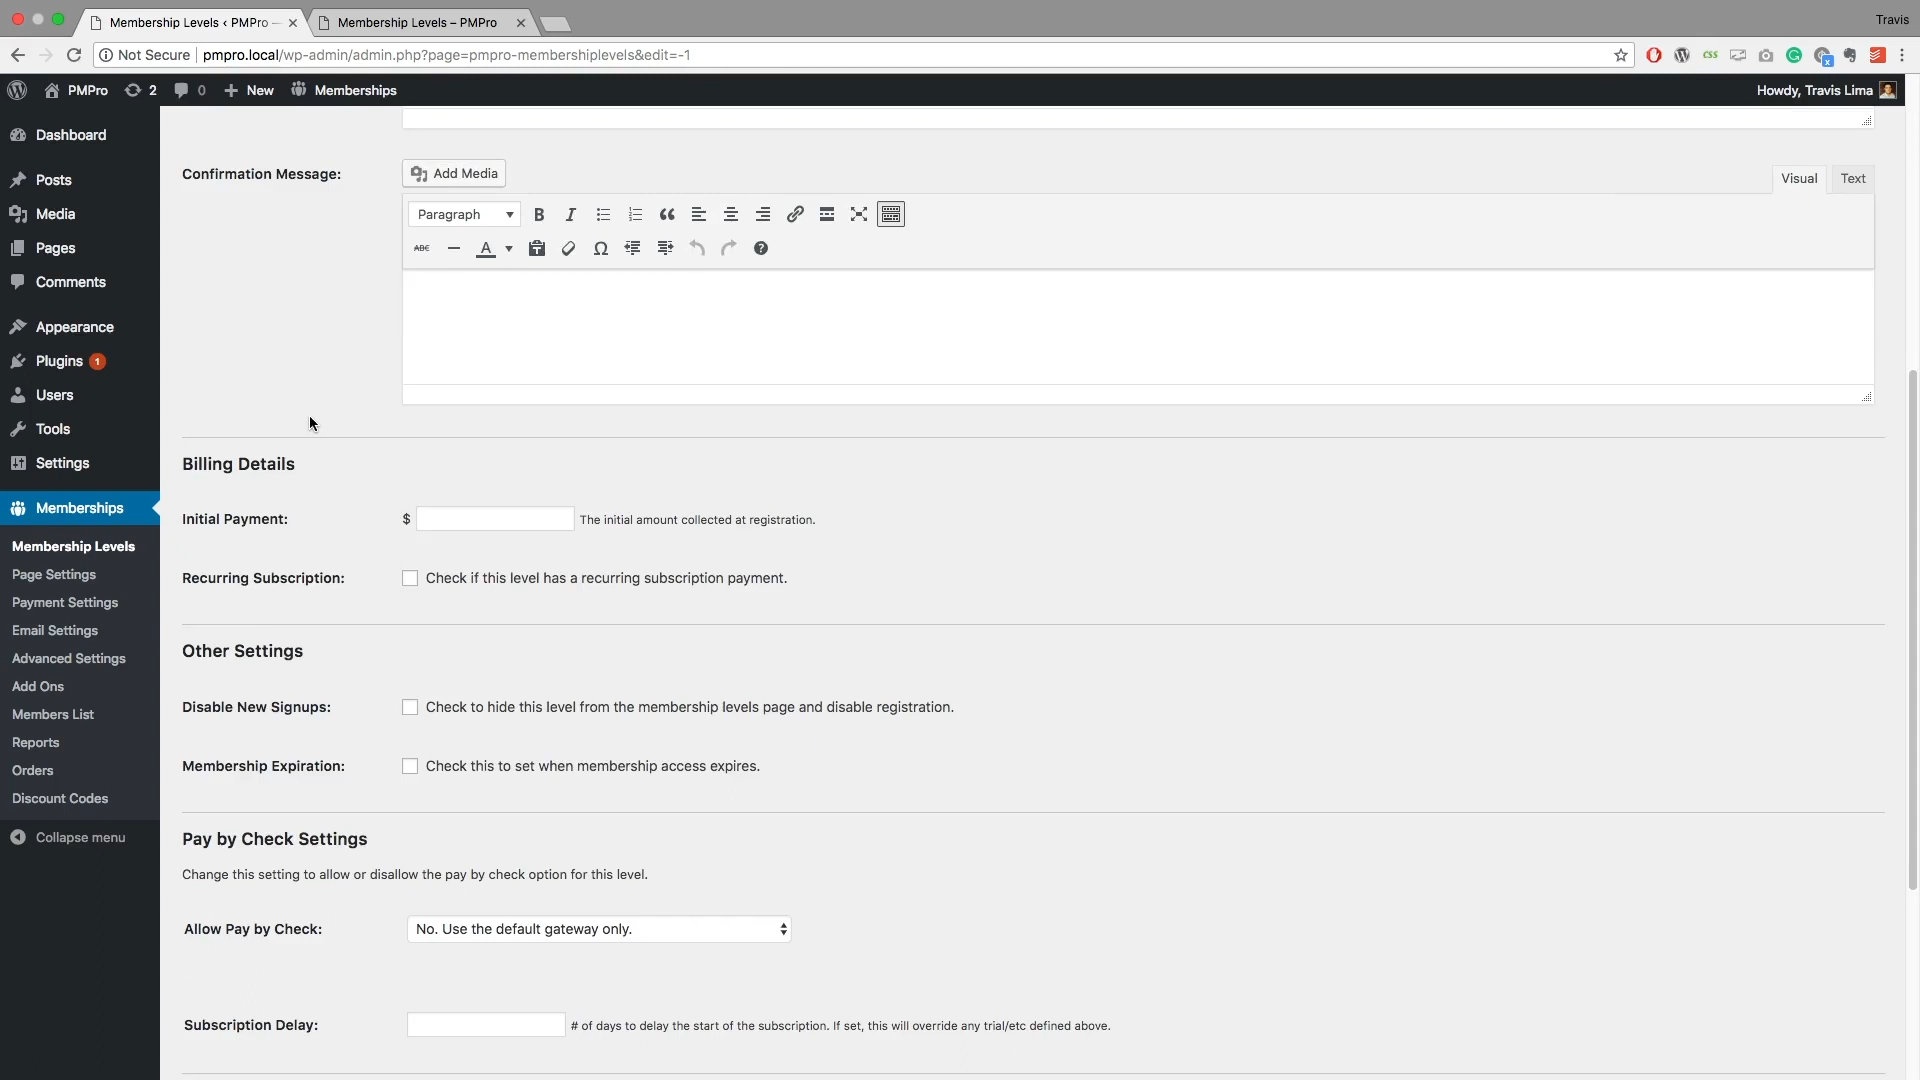 Membership Levels ‹ PMPro —
Membership Levels – PMPro
Travis
Not Secure
pmpro.local/wp-admin/admin.php?page=pmpro-membershiplevels&edit=-1
css
x
PMPro
2
0
New
Memberships
Howdy, Travis Lima
Dashboard
Posts
Media
Pages
Comments
Appearance
Plugins 1
Users
Tools
Settings
Memberships
Membership Levels
Page Settings
Payment Settings
Email Settings
Advanced Settings
Add Ons
Members List
Reports
Orders
Discount Codes
Collapse menu
Confirmation Message:
Add Media
Visual
Text
Paragraph
B
I
ABC
A
Ω
Billing Details
Initial Payment:
$
The initial amount collected at registration.
Recurring Subscription:
Check if this level has a recurring subscription payment.
Other Settings
Disable New Signups:
Check to hide this level from the membership levels page and disable registration.
Membership Expiration:
Check this to set when membership access expires.
Pay by Check Settings
Change this setting to allow or disallow the pay by check option for this level.
Allow Pay by Check:
No. Use the default gateway only.
Subscription Delay:
# of days to delay the start of the subscription. If set, this will override any trial/etc defined above.